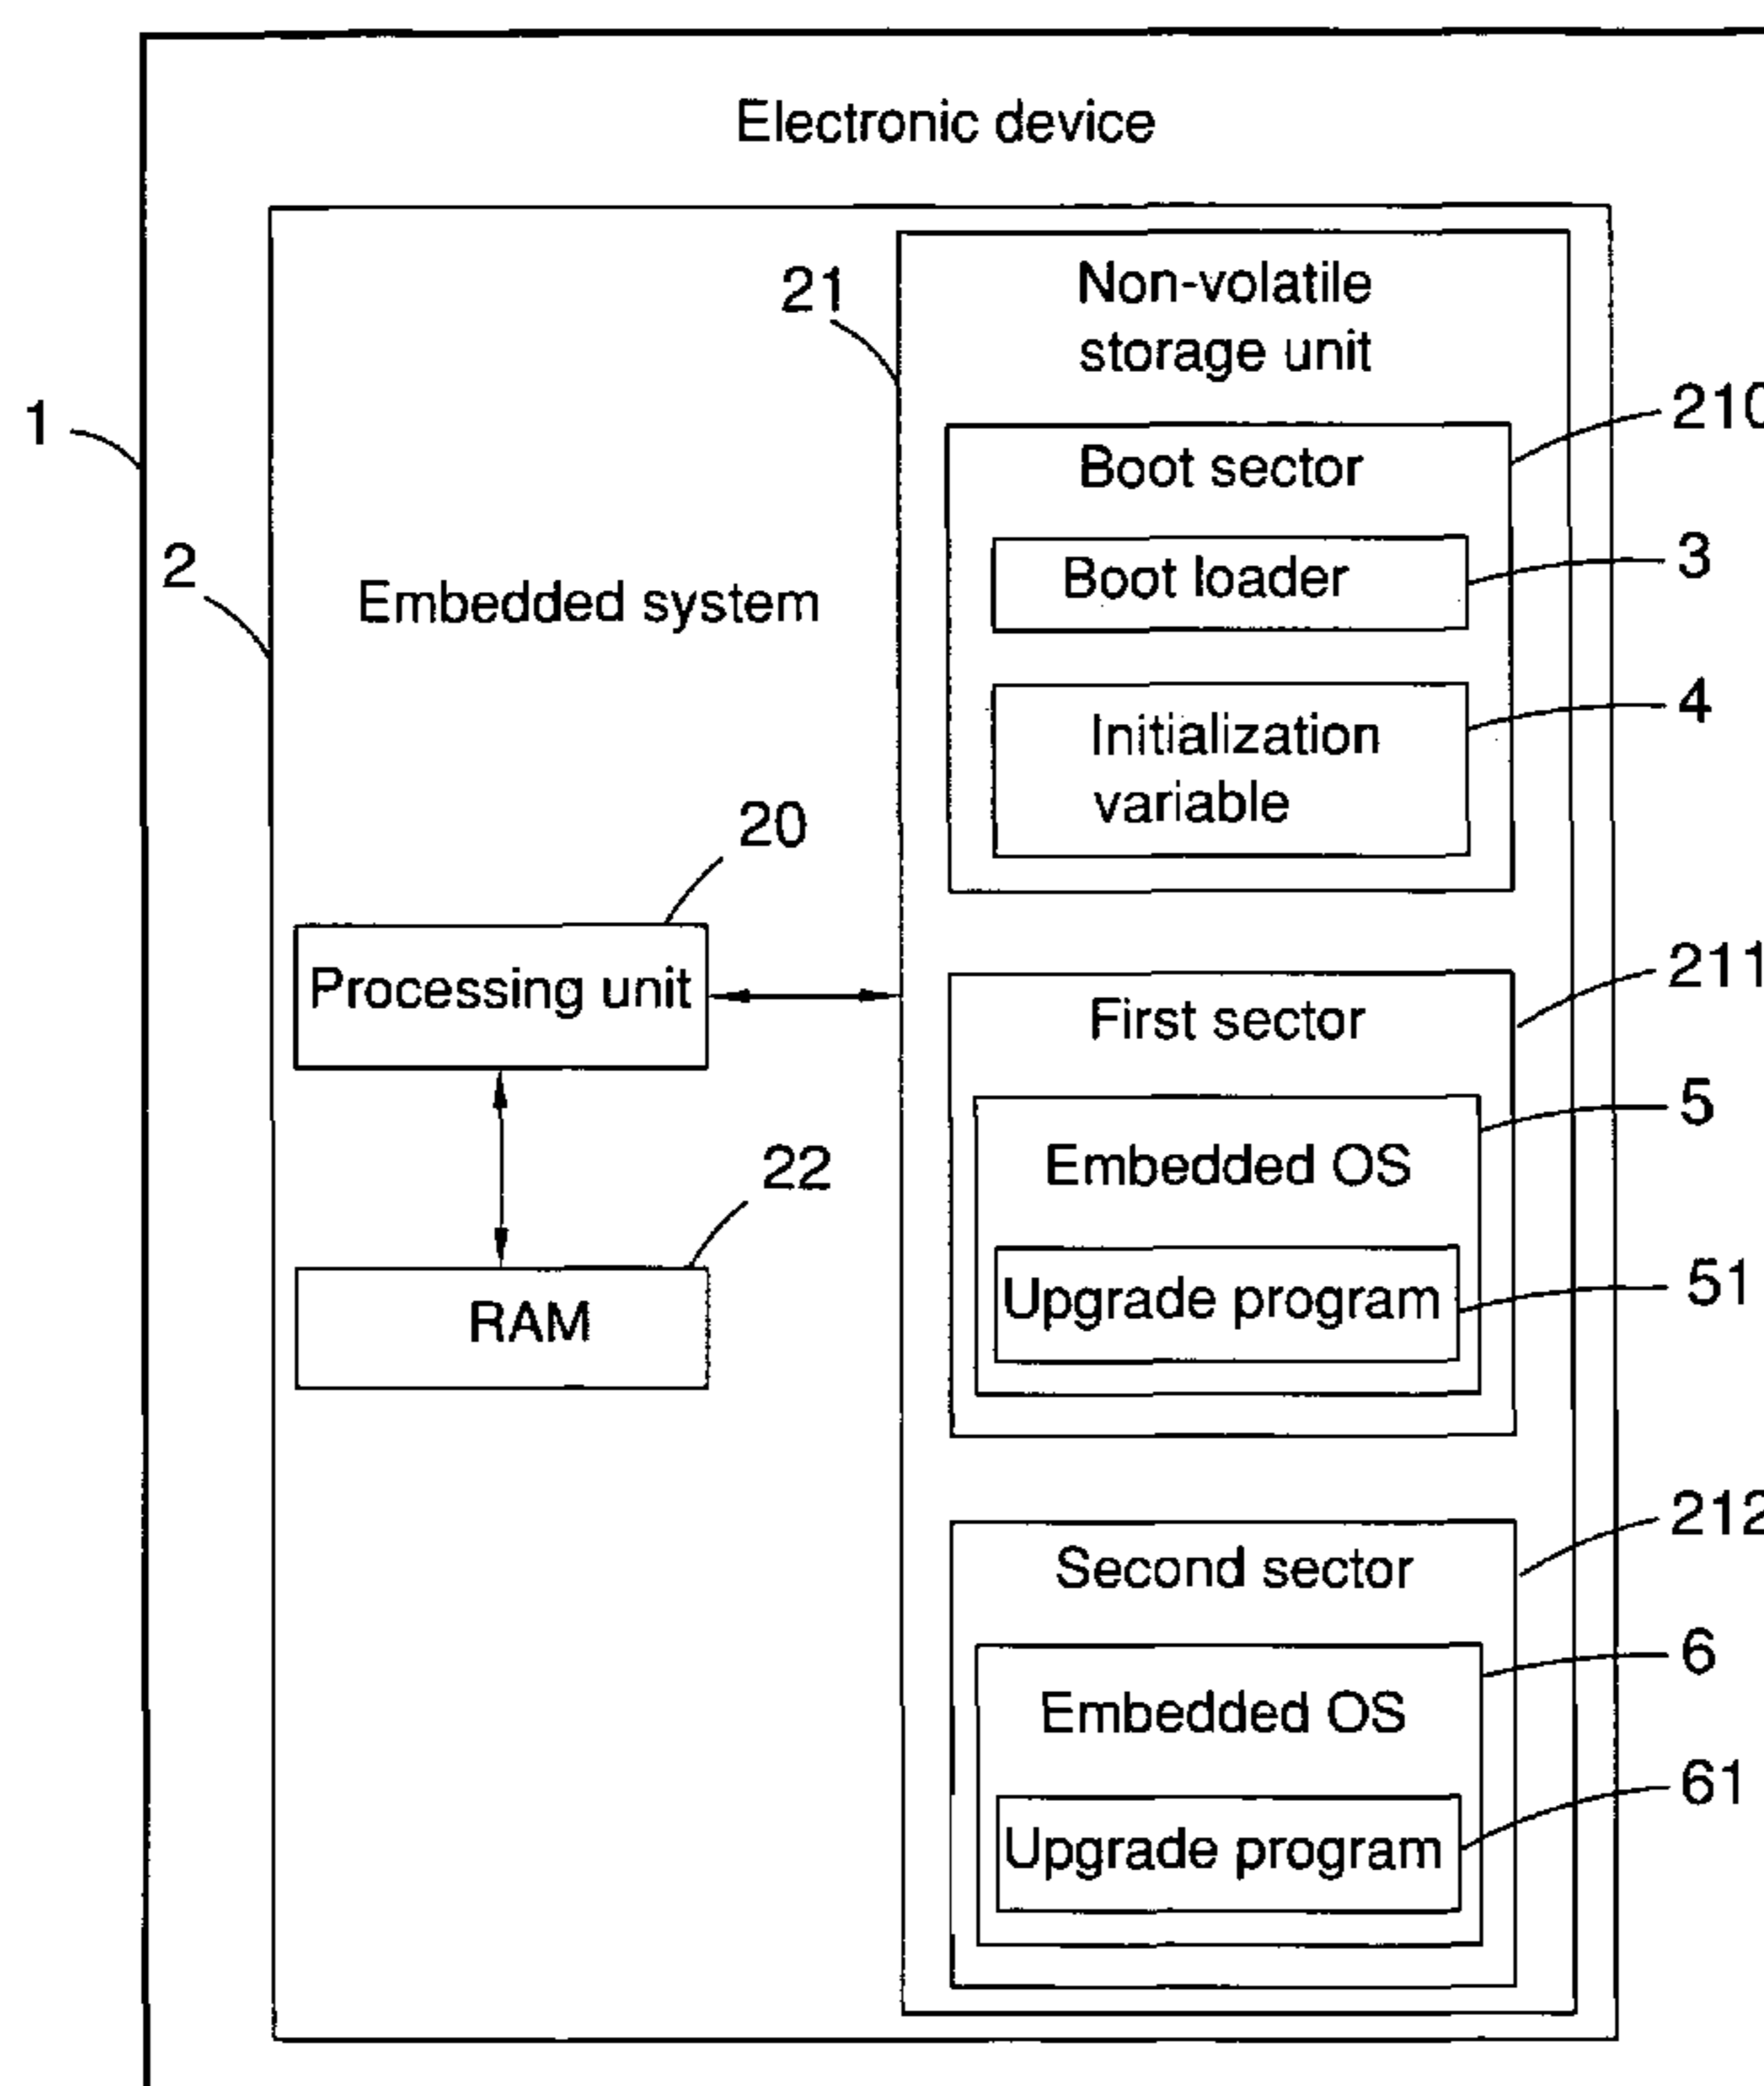 Electronic device
21
Non-volatile
storage unit
210
1
Boot sector
2
Boot loader
3
Embedded system
4
Initialization
variable
20
Processing unit
211
First sector
5
Embedded OS
22
51
Upgrade program
RAM
212
Second sector
6
Embedded OS
61
Upgrade program